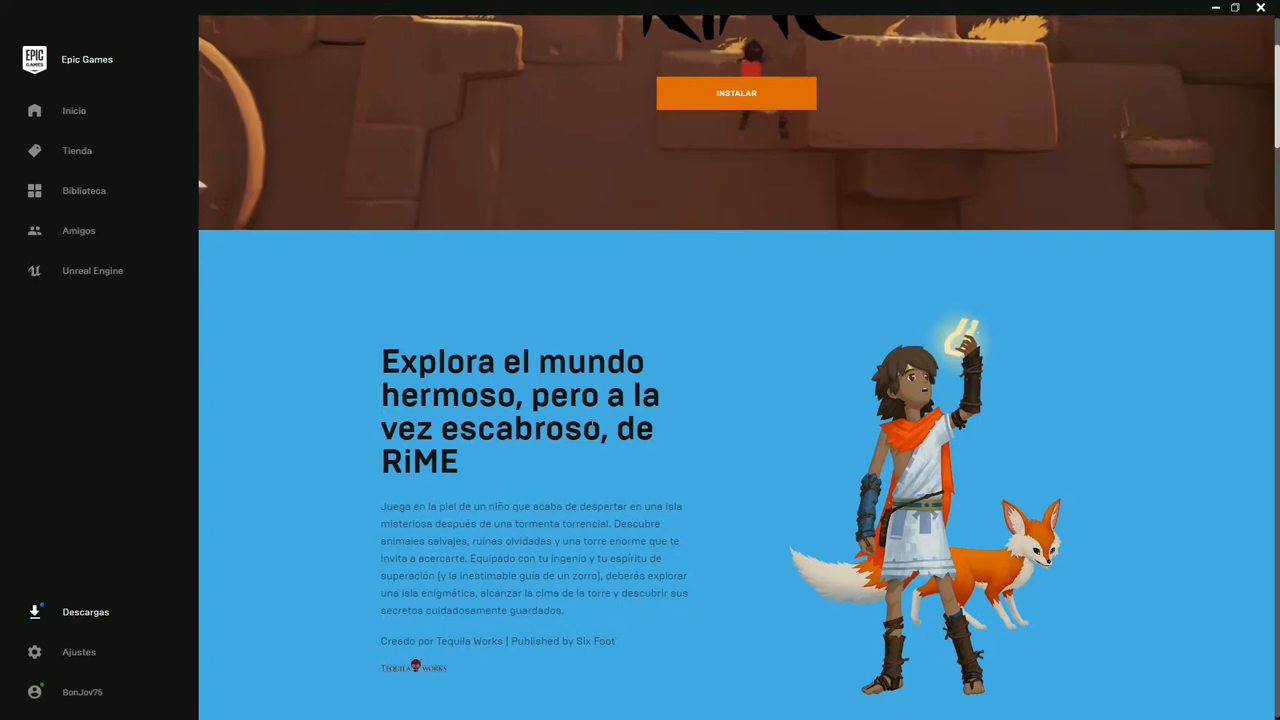 EPIC
GAMES
Epic Games
Inicio
Tienda
Biblioteca
Amigos
Unreal Engine
Descargas
Ajustes
BonJov75
INSTALAR
Explora el mundo
hermoso, pero a la
vez escabroso, de
RiME
Juega en la piel de un niño que acaba de despertar en una isla
misteriosa después de una tormenta torrencial. Descubre
animales salvajes, ruinas olvidadas y una torre enorme que te
invita a acercarte. Equipado con tu ingenio y tu espíritu de
superación (y la inestimable guía de un zorro), deberás explorar
una isla enigmática, alcanzar la cima de la torre y descubrir sus
secretos cuidadosamente guardados.
Creado por Tequila Works | Published by Six Foot
TEQUILA WORKS